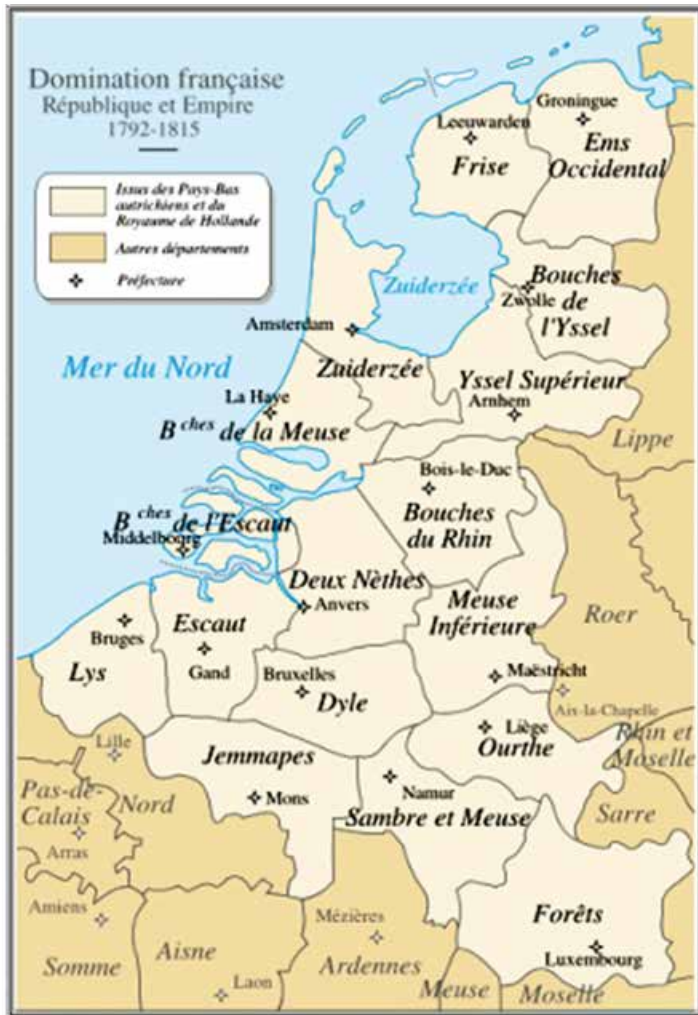 Domination française
République et Empire
1792-1815
Issus des Pays-Bas
autrichiens et du
Royaume de Hollande
Autres départements
Préfecture
Groningue
Leeuwarden
Ems
Occidental
Frise
Zuiderzée
Bouches
de
l'Yssel
Zwolle
Amsterdam
Mer du Nord
Zuiderzée
Yssel Supérieur
La Haye
Arnhem
B ches de la Meuse
Lippe
Bois-le-Duc
Bouches
du Rhin
B ches de l'Escaut
Middelbourg
Deux Nèthes
Anvers
Meuse
Inférieure
Roer
Bruges
Escaut
Gand
Lys
Bruxelles
Dyle
Maëstricht
Aix-la-Chapelle
Liège
Ourthe
Rhin et
Moselle
Lille
Jemmapes
Pas-de-
Calais
Nord
Mons
Namur
Sambre et Meuse
Sarre
Arras
Amiens
Mézières
Forêts
Luxembourg
Somme
Aisne
Laon
Ardennes
Meuse
Moselle